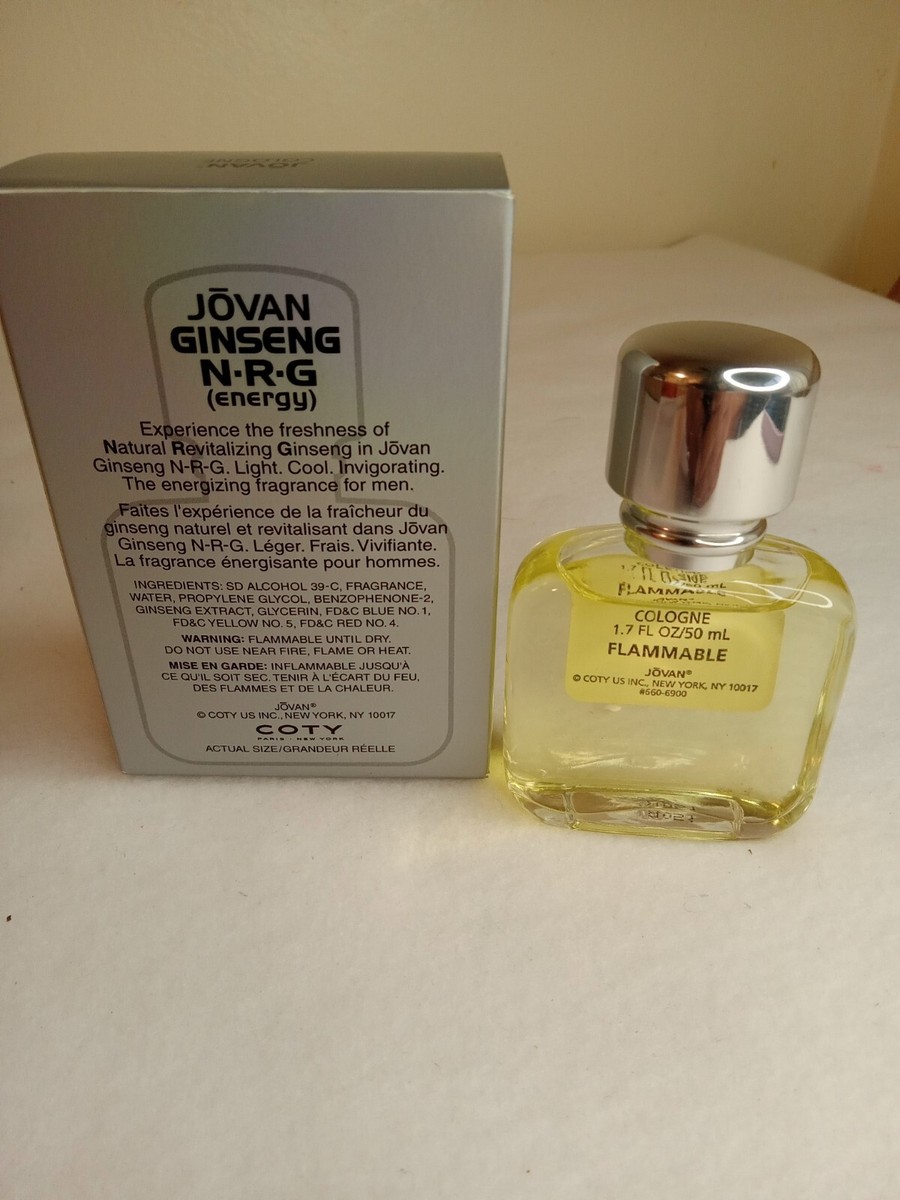 JOVAN
COLOGNE
JŌVAN
GINSENG
N·R·G
(energy)
Experience the freshness of
Natural Revitalizing Ginseng in Jōvan
Ginseng N-R-G. Light. Cool. Invigorating.
The energizing fragrance for men.
Faites l'expérience de la fraîcheur du
ginseng naturel et revitalisant dans Jōvan
Ginseng N-R-G. Léger. Frais. Vivifiante.
La fragrance énergisante pour hommes.
INGREDIENTS: SD ALCOHOL 39-C, FRAGRANCE,
WATER, PROPYLENE GLYCOL, BENZOPHENONE-2,
GINSENG EXTRACT, GLYCERIN, FD&C BLUE NO. 1,
FD&C YELLOW NO. 5, FD&C RED NO. 4.
WARNING: FLAMMABLE UNTIL DRY.
DO NOT USE NEAR FIRE, FLAME OR HEAT.
MISE EN GARDE: INFLAMMABLE JUSQU'À
CE QU'IL SOIT SEC. TENIR À L'ÉCART DU FEU,
DES FLAMMES ET DE LA CHALEUR.
JŌVAN®
© COTY US INC., NEW YORK, NY 10017
COTY
PARIS - NEW YORK
ACTUAL SIZE/GRANDEUR RÉELLE
FLAMMABLE
COLOGNE
1.7 FL OZ/50 mL
FLAMMABLE
JŌVAN®
© COTY US INC., NEW YORK, NY 10017
#660-6900